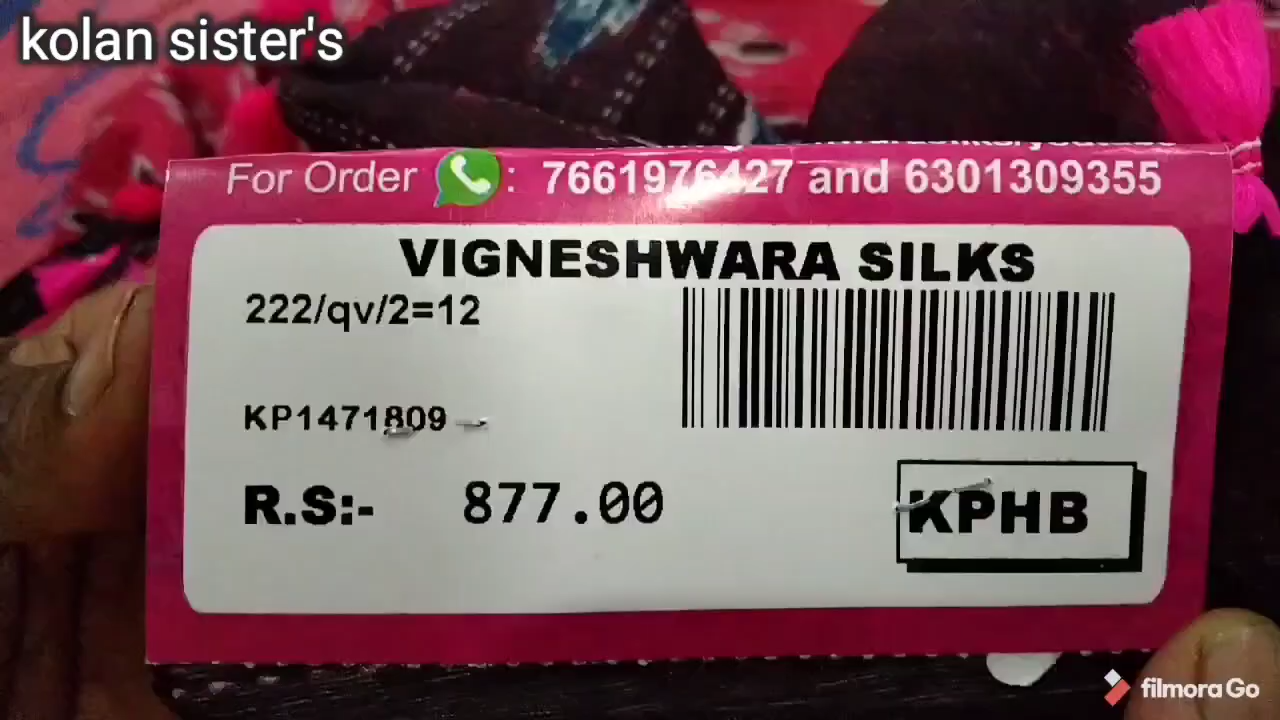 kolan sister's
For Order : 7661976427 and 6301309355
VIGNESHWARA SILKS
222/qv/2=12
KP1471809
R.S:- 877.00
KPHB
filmoraGo